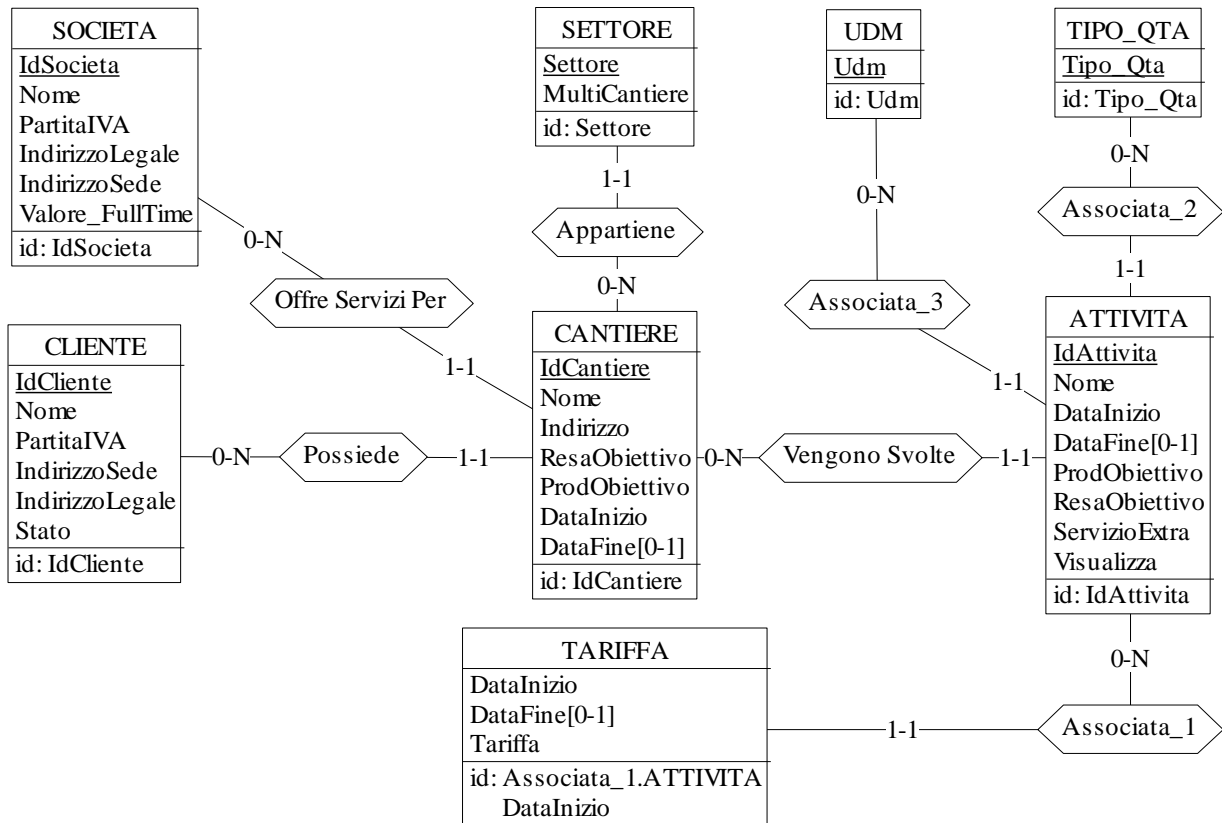 SOCIETA
IdSocieta
Nome
PartitaIVA
IndirizzoLegale
IndirizzoSede
Valore_FullTime
id: IdSocieta
SETTORE
Settore
MultiCantiere
id: Settore
UDM
Udm
id: Udm
TIPO_QTA
Tipo_Qta
id: Tipo_Qta
1-1
Appartiene
0-N
0-N
Offre Servizi Per
1-1
0-N
Associata_3
1-1
0-N
Associata_2
1-1
CLIENTE
IdCliente
Nome
PartitaIVA
IndirizzoSede
IndirizzoLegale
Stato
id: IdCliente
0-N
Possiede
1-1
CANTIERE
IdCantiere
Nome
Indirizzo
ResaObiettivo
ProdObiettivo
DataInizio
DataFine[0-1]
id: IdCantiere
0-N
Vengono Svolte
1-1
ATTIVITA
IdAttivita
Nome
DataInizio
DataFine[0-1]
ProdObiettivo
ResaObiettivo
ServizioExtra
Visualizza
id: IdAttivita
0-N
Associata_1
1-1
TARIFFA
DataInizio
DataFine[0-1]
Tariffa
id: Associata_1.ATTIVITA
DataInizio